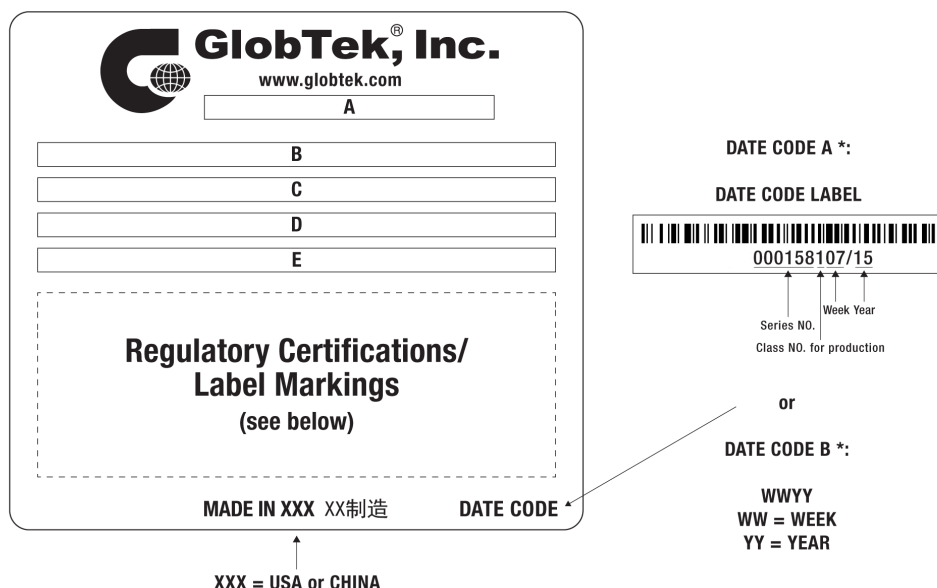 GlobTek,® Inc.
www.globtek.com
A
B
C
D
E
Regulatory Certifications/
Label Markings
(see below)
MADE IN XXX XX制造 DATE CODE
XXX = USA or CHINA
DATE CODE A *:
DATE CODE LABEL
000158107/15
Week Year
Series NO.
Class NO. for production
or
DATE CODE B *:
WWYY
WW = WEEK
YY = YEAR